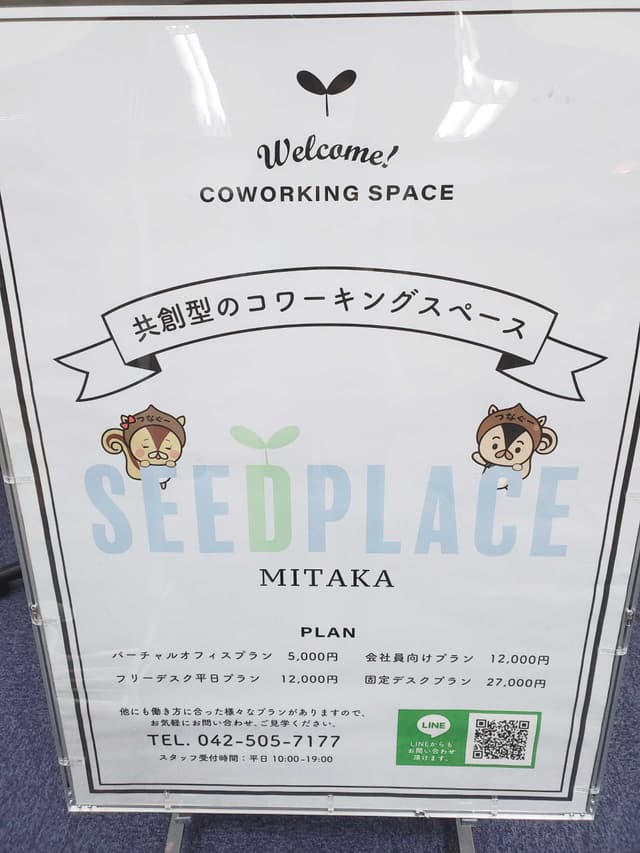 Welcome!
COWORKING SPACE
共創型のコワーキングスペース
つなぐー
つなぐー
SEEDPLACE
MITAKA
PLAN
バーチャルオフィスプラン 5,000円 会社員向けプラン 12,000円
フリーデスク平日プラン 12,000円 固定デスクプラン 27,000円
他にも働き方に合った様々なプランがありますので、
お気軽にお問い合わせ、ご見学ください。
TEL. 042-505-7177
スタッフ受付時間：平日 10:00-19:00
LINE
LINEからも
お問い合わせ
頂けます。